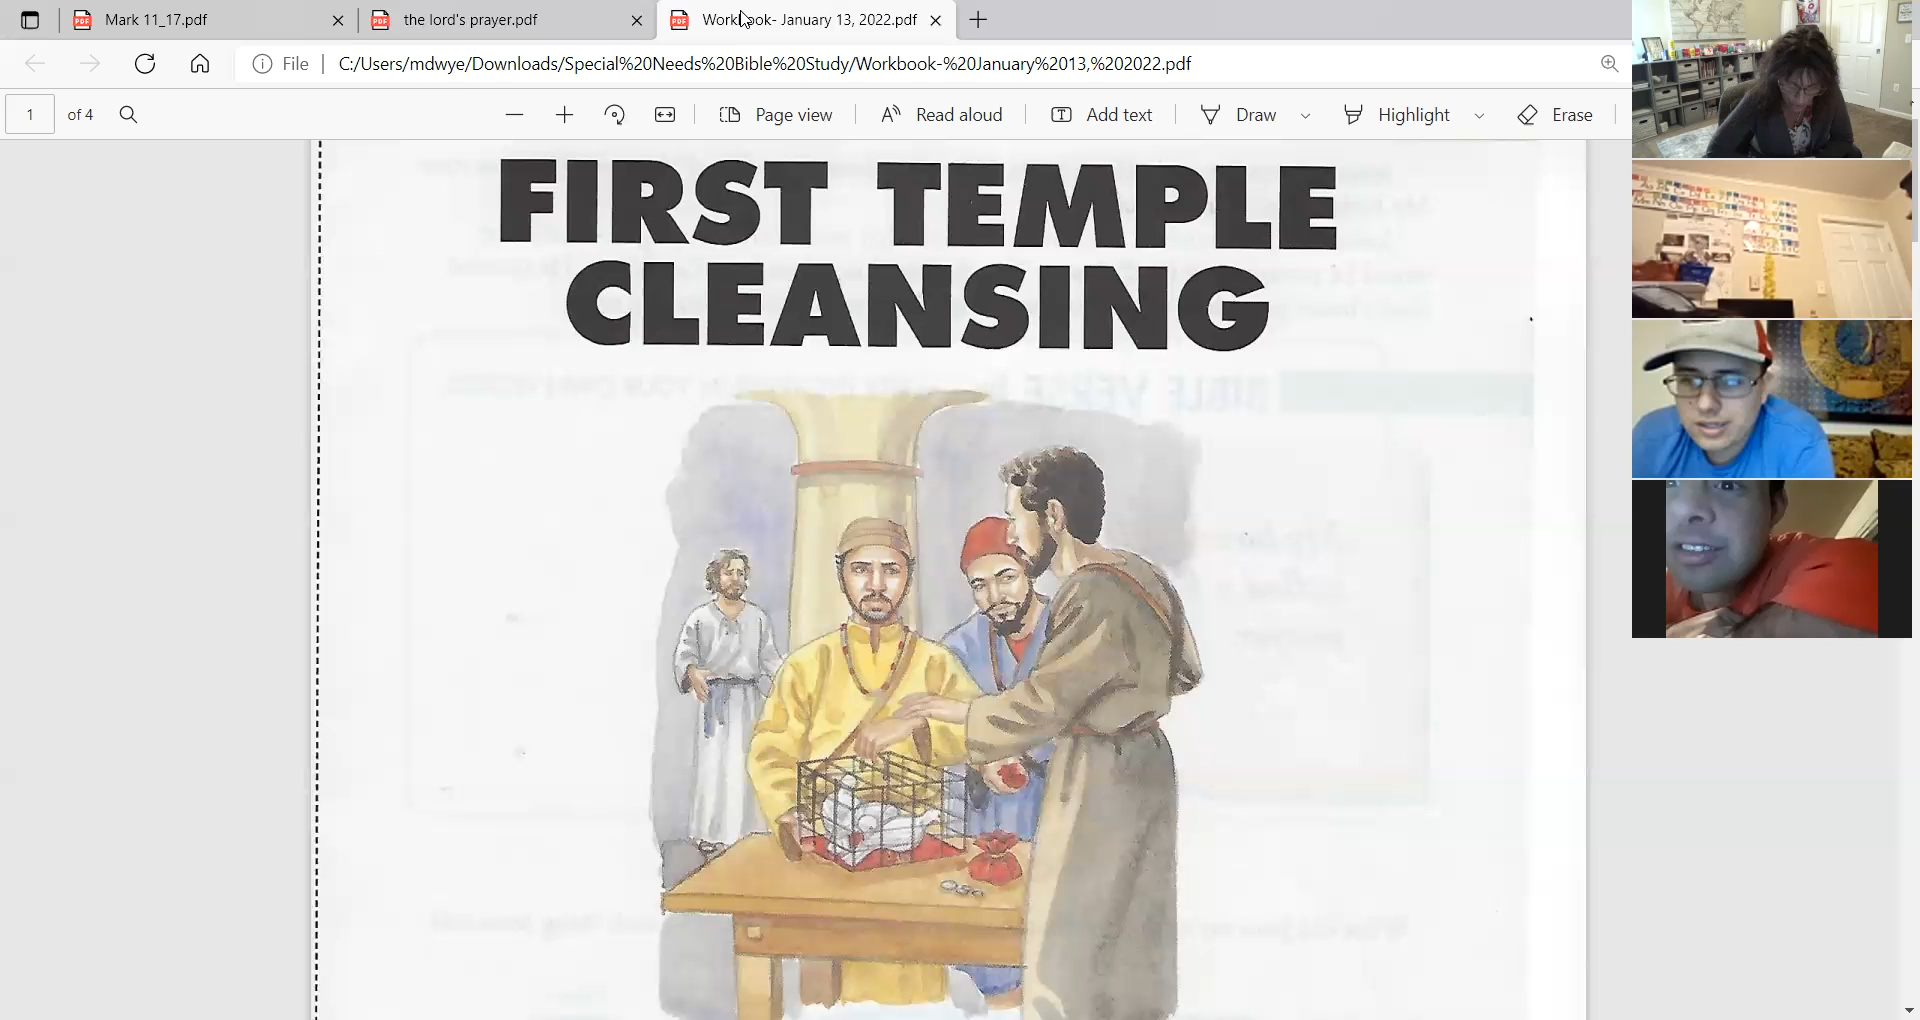 Mark 11_17.pdf
the lord's prayer.pdf
Workbook- January 13, 2022.pdf
File
C:/Users/mdwye/Downloads/Special%20Needs%20Bible%20Study/Workbook-%20January%2013,%202022.pdf
1 of 4
Page view
Read aloud
Add text
Draw
Highlight
Erase
FIRST TEMPLE
CLEANSING